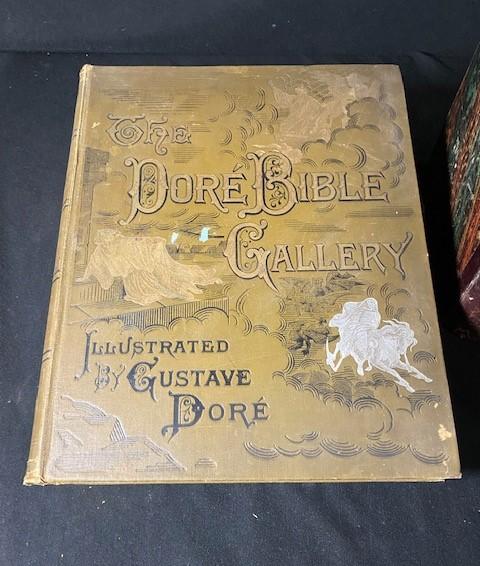 The
Doré Bible
Gallery
Illustrated
By Gustave
Doré